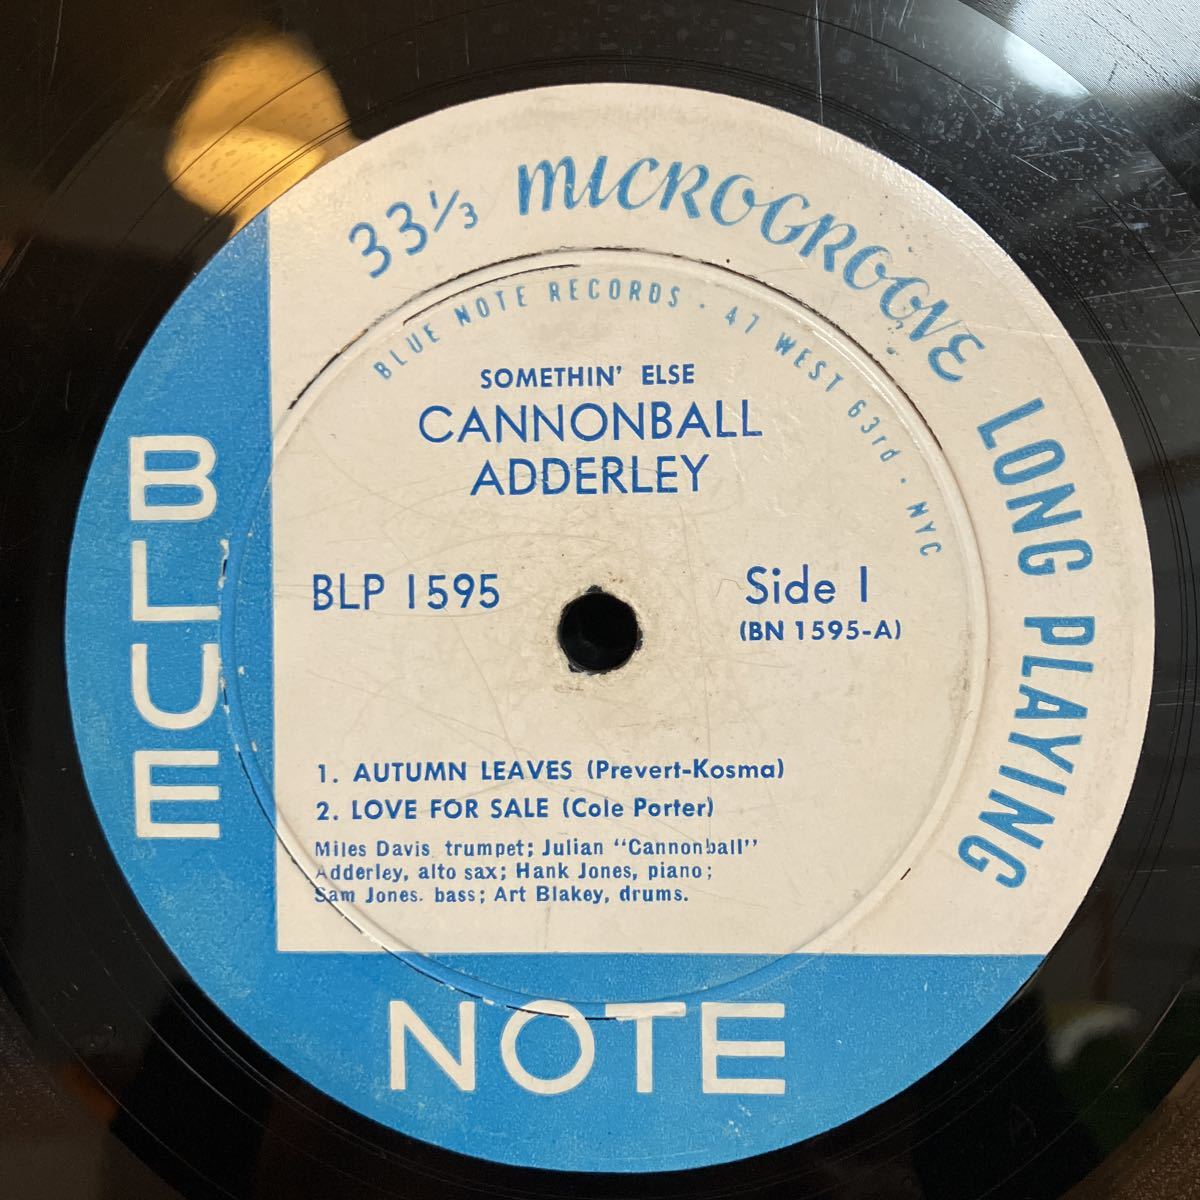 33⅓ MICROGROOVE LONG PLAYING
BLUE NOTE RECORDS · 47 WEST 63rd · NYC
SOMETHIN' ELSE
CANNONBALL
ADDERLEY
BLP 1595
Side 1
(BN 1595-A)
1. AUTUMN LEAVES (Prevert-Kosma)
2. LOVE FOR SALE (Cole Porter)
Miles Davis trumpet; Julian "Cannonball"
Adderley, alto sax; Hank Jones, piano;
Sam Jones. bass; Art Blakey, drums.
BLUE
NOTE